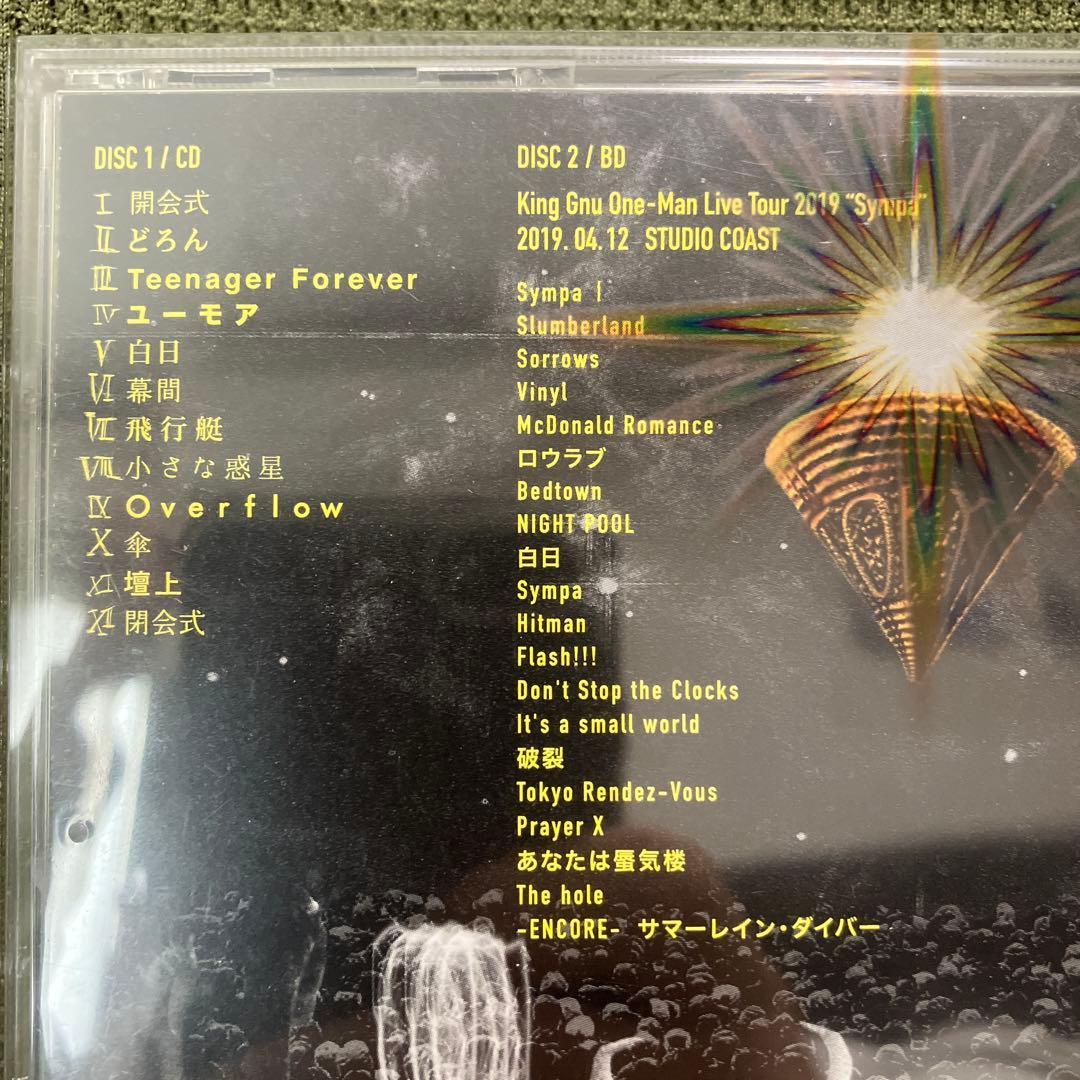 DISC 1 / CD
I 開会式
II どろん
III Teenager Forever
IV ユーモア
V 白日
VI 幕間
VII 飛行艇
VIII 小さな惑星
IX Overflow
X 傘
XI 壇上
XII 閉会式
DISC 2 / BD
King Gnu One-Man Live Tour 2019 "Sympa"
2019. 04. 12 STUDIO COAST
Sympa I
Slumberland
Sorrows
Vinyl
McDonald Romance
ロウラブ
Bedtown
NIGHT POOL
白日
Sympa
Hitman
Flash!!!
Don't Stop the Clocks
It's a small world
破裂
Tokyo Rendez-Vous
Prayer X
あなたは蜃気楼
The hole
-ENCORE- サマーレイン・ダイバー